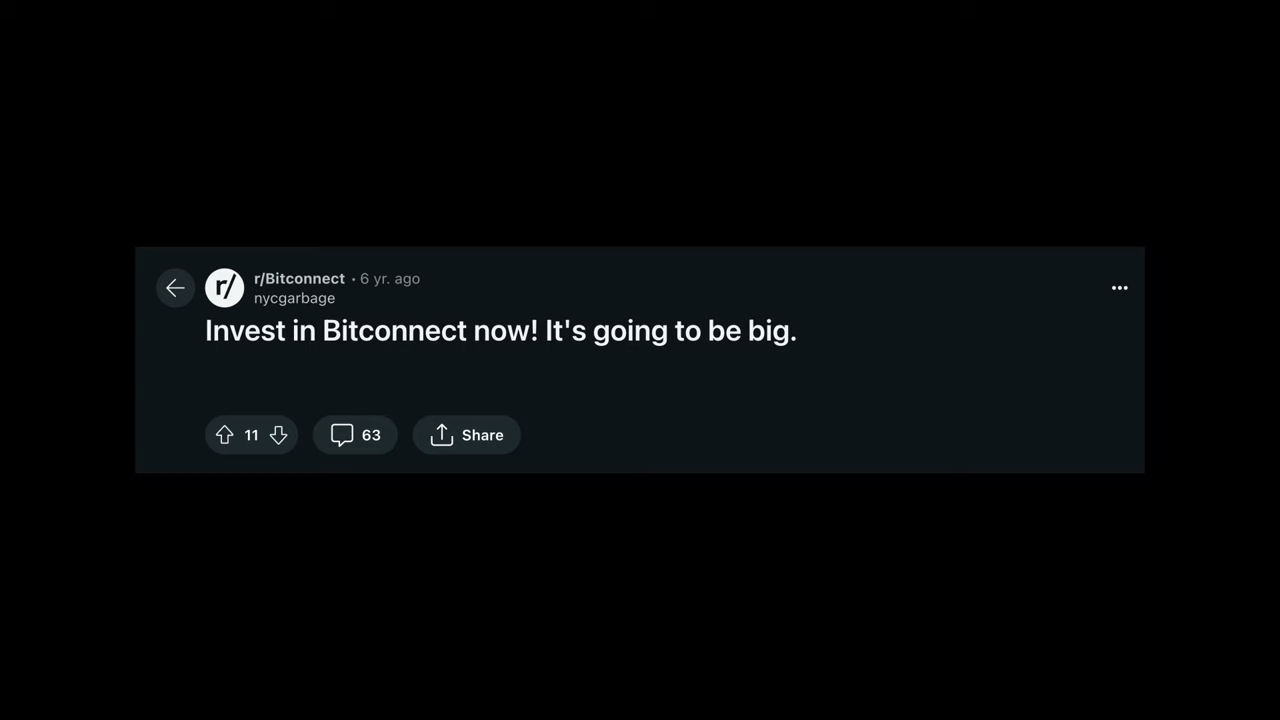 r/ r/Bitconnect • 6 yr. ago
nycgarbage
Invest in Bitconnect now! It's going to be big.
11 63 Share